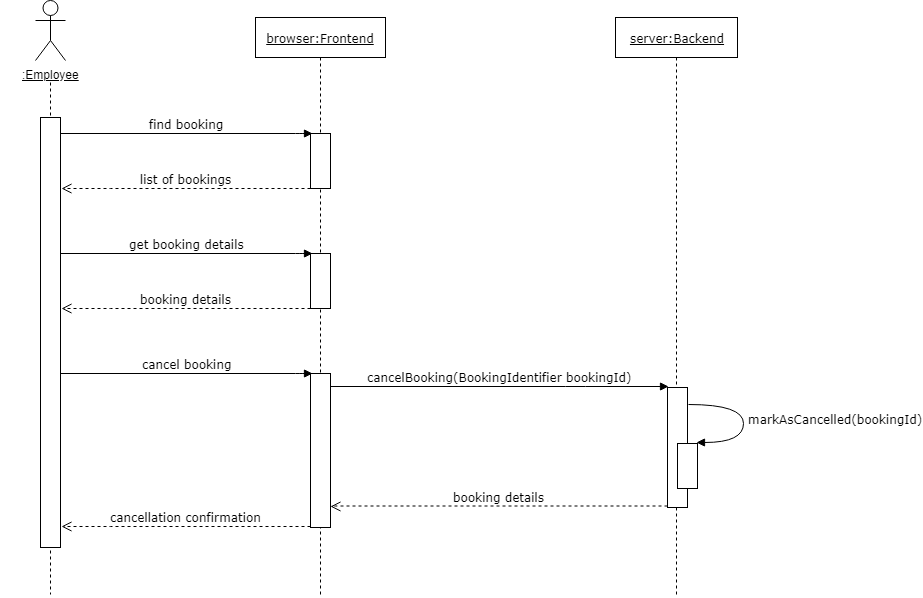 browser:Frontend
server:Backend
:Employee
find booking
list of bookings
get booking details
booking details
cancel booking
cancelBooking(BookingIdentifier bookingId)
markAsCancelled(bookingId)
booking details
cancellation confirmation